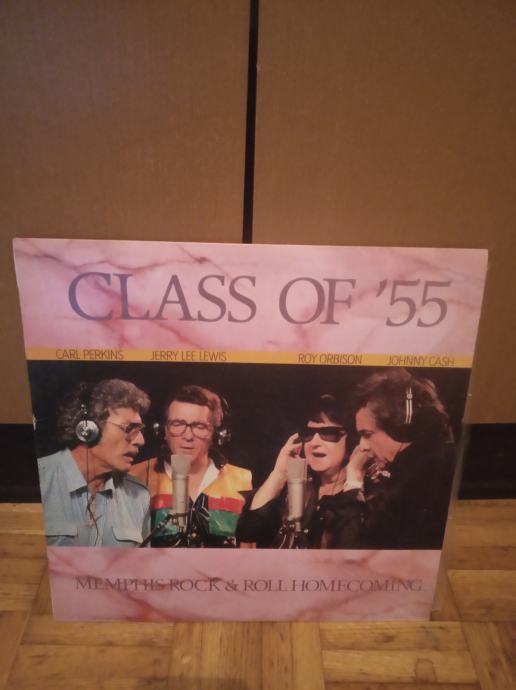 CLASS OF '55
CARL PERKINS JERRY LEE LEWIS ROY ORBISON JOHNNY CASH
MEMPHIS ROCK & ROLL HOMECOMING